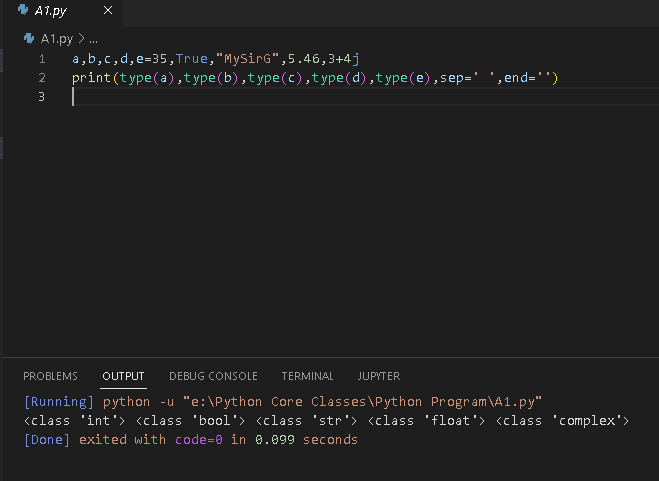 A1.py ×
A1.py > ...
1 a,b,c,d,e=35,True,"MySirG",5.46,3+4j
2 print(type(a),type(b),type(c),type(d),type(e),sep=' ',end='')
3
PROBLEMS OUTPUT DEBUG CONSOLE TERMINAL JUPYTER
[Running] python -u "e:\Python Core Classes\Python Program\A1.py"
<class 'int'> <class 'bool'> <class 'str'> <class 'float'> <class 'complex'>
[Done] exited with code=0 in 0.099 seconds